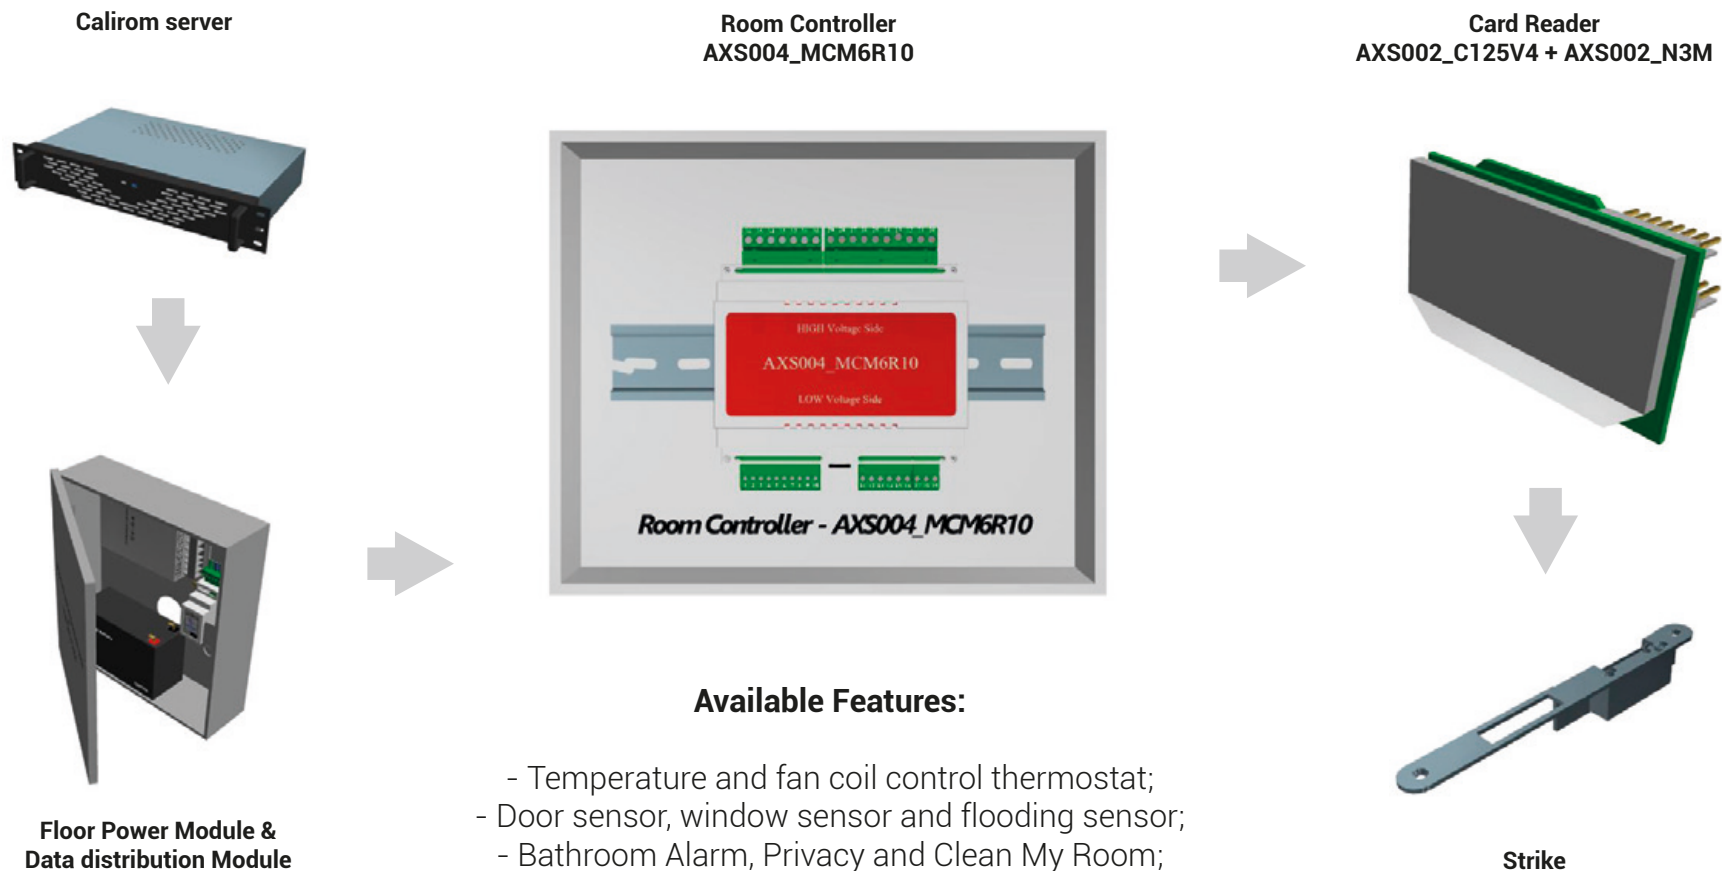 Calirom server
Room Controller
AXS004_MCM6R10
Card Reader
AXS002_C125V4 + AXS002_N3M
HIGH Voltage Side
AXS004_MCM6R10
LOW Voltage Side
Room Controller - AXS004_MCM6R10
Available Features:
- Temperature and fan coil control thermostat;
- Door sensor, window sensor and flooding sensor;
- Bathroom Alarm, Privacy and Clean My Room;
Floor Power Module &
Data distribution Module
Strike